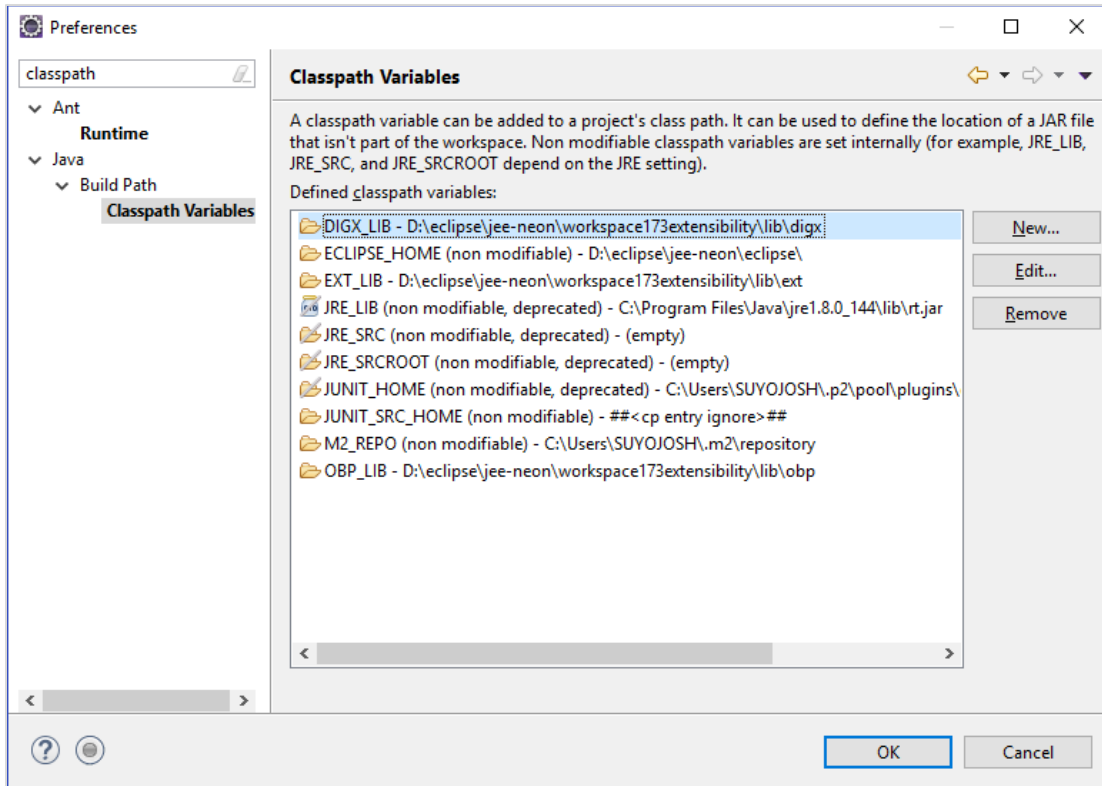 Preferences
classpath
Ant
Runtime
Java
Build Path
Classpath Variables
Classpath Variables
A classpath variable can be added to a project's class path. It can be used to define the location of a JAR file
that isn't part of the workspace. Non modifiable classpath variables are set internally (for example, JRE_LIB,
JRE_SRC, and JRE_SRCROOT depend on the JRE setting).
Defined classpath variables:
DIGX_LIB - D:\eclipse\jee-neon\workspace173extensibility\lib\digx
ECLIPSE_HOME (non modifiable) - D:\eclipse\jee-neon\eclipse\
EXT_LIB - D:\eclipse\jee-neon\workspace173extensibility\lib\ext
JRE_LIB (non modifiable, deprecated) - C:\Program Files\Java\jre1.8.0_144\lib\rt.jar
JRE_SRC (non modifiable, deprecated) - (empty)
JRE_SRCROOT (non modifiable, deprecated) - (empty)
JUNIT_HOME (non modifiable, deprecated) - C:\Users\SUYOJOSH\.p2\pool\plugins\
JUNIT_SRC_HOME (non modifiable) - ##<cp entry ignore>##
M2_REPO (non modifiable) - C:\Users\SUYOJOSH\.m2\repository
OBP_LIB - D:\eclipse\jee-neon\workspace173extensibility\lib\obp
New...
Edit...
Remove
OK
Cancel